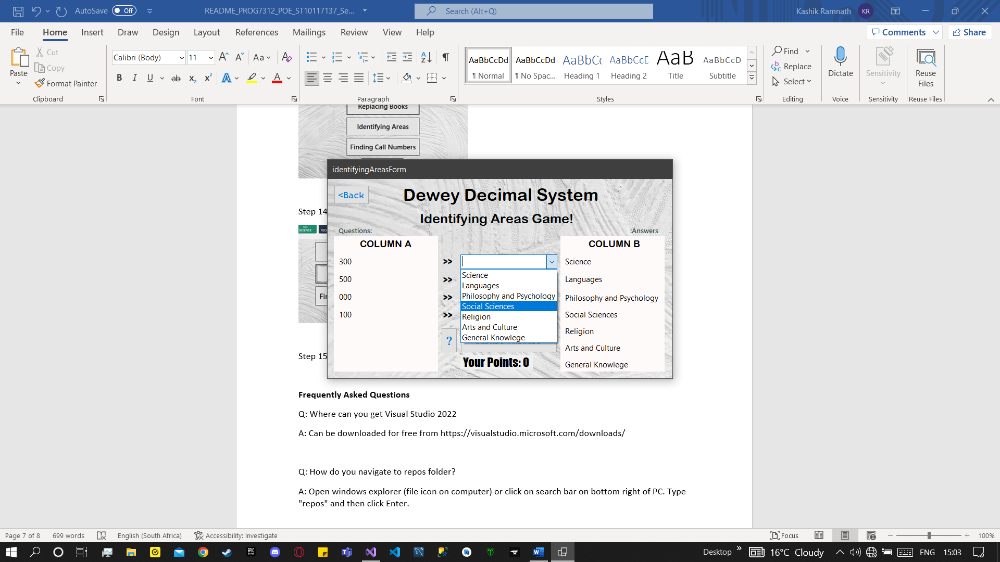 AutoSave Off README_PROG7312_POE_ST10117137_Se... Search (Alt+Q) Kashik Ramnath KR
File Home Insert Draw Design Layout References Mailings Review View Help Comments Share
Paste
Cut
Copy
Format Painter
Clipboard
Calibri (Body) 11
Font
Paragraph
AaBbCcDd AaBbCcDd AaBbCc AaBbCcD AaB AaBbCcD
¶ Normal ¶ No Spac... Heading 1 Heading 2 Title Subtitle
Styles
Find
Replace
Select
Editing
Dictate
Voice
Sensitivity
Sensitivity
Reuse
Files
Reuse Files
Replacing Books
Identifying Areas
Finding Call Numbers
identifyingAreasForm
<Back
Dewey Decimal System
Identifying Areas Game!
Step 14
Questions: :Answers
COLUMN A COLUMN B
300 >> Science
500 >> Languages
000 >> Philosophy and Psychology
100 >> Social Sciences
Religion
Arts and Culture
General Knowlege
Science
Languages
Philosophy and Psychology
Social Sciences
Religion
Arts and Culture
General Knowlege
?
Your Points: 0
SCIENCE
Step 15
Frequently Asked Questions
Q: Where can you get Visual Studio 2022
A: Can be downloaded for free from https://visualstudio.microsoft.com/downloads/
Q: How do you navigate to repos folder?
A: Open windows explorer (file icon on computer) or click on search bar on bottom right of PC. Type
"repos" and then click Enter.
Page 7 of 8 699 words English (South Africa) Accessibility: Investigate Focus 100%
Desktop 16°C Cloudy ENG 15:03